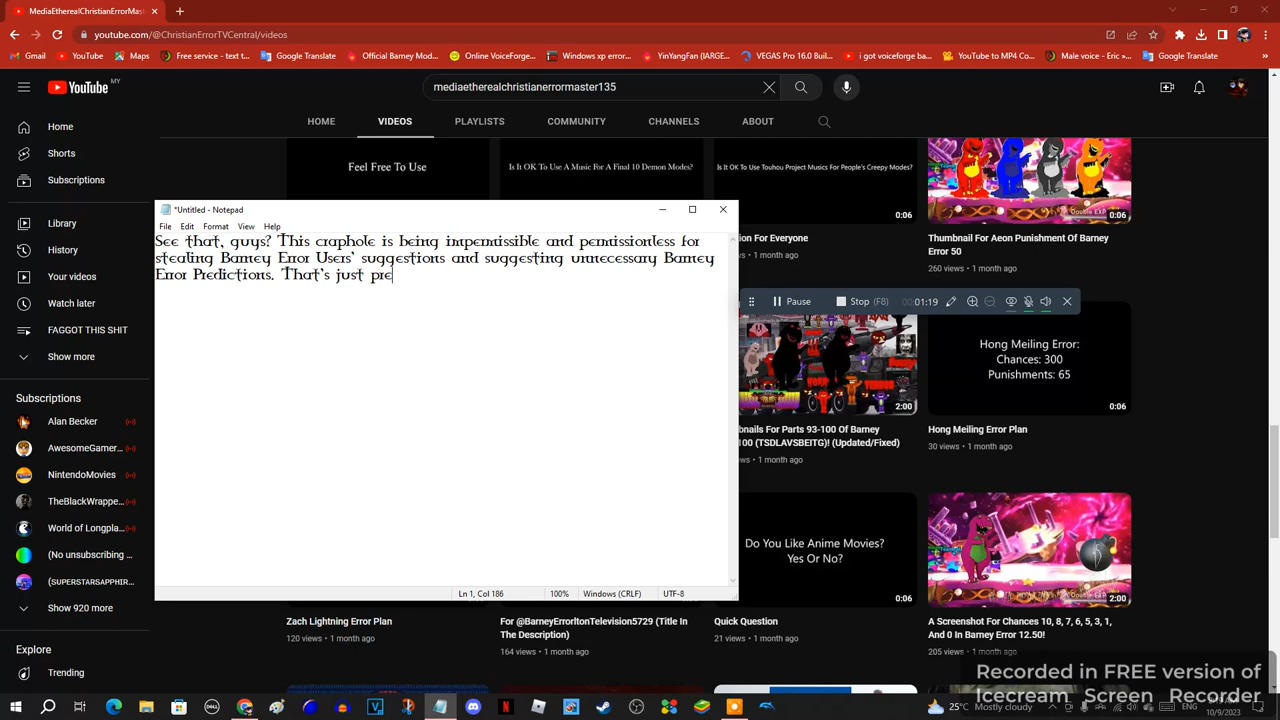 MediaEtherealChristianErrorMast
youtube.com/@ChristianErrorTVCentral/videos
Gmail
YouTube
Maps
Free service - text t...
Google Translate
Official Barney Mod...
Online VoiceForge...
Windows xp error...
YinYangFan (IARGE...
VEGAS Pro 16.0 Buil...
i got voiceforge ba...
YouTube to MP4 Co...
Male voice - Eric »...
Google Translate
YouTube MY
mediaetherealchristianerrormaster135
HOME
VIDEOS
PLAYLISTS
COMMUNITY
CHANNELS
ABOUT
Home
Shorts
Subscriptions
Library
History
Your videos
Watch later
FAGGOT THIS SHIT
Show more
Subscriptions
Alan Becker
AwesomeGamer...
NintendoMovies
TheBlackWrappe...
World of Longpla...
(No unsubscribing ...
(SUPERSTARSAPPHIR...
Show 920 more
Explore
Trending
Feel Free To Use
Is It OK To Use A Music For A Final 10 Demon Modes?
Is It OK To Use Touhou Project Musics For People's Creepy Modes?
0:06
Double EXP
0:06
ion For Everyone
Thumbnail For Aeon Punishment Of Barney
Error 50
260 views • 1 month ago
*Untitled - Notepad
File
Edit
Format
View
Help
See that, guys? This craphole is being impermissible and permissionless for
stealing Barney Error Users' suggestions and suggesting unnecessary Barney
Error Predictions. That's just pre
Ln 1, Col 186
100%
Windows (CRLF)
UTF-8
Pause
Stop (F8)
00:01:19
2:00
Hong Meiling Error:
Chances: 300
Punishments: 65
0:06
bnails For Parts 93-100 Of Barney
100 (TSDLAVSBEITG)! (Updated/Fixed)
ws • 1 month ago
Hong Meiling Error Plan
30 views • 1 month ago
Do You Like Anime Movies?
Yes Or No?
0:06
2:00
Zach Lightning Error Plan
120 views • 1 month ago
For @BarneyErrorItonTelevision5729 (Title In
The Description)
164 views • 1 month ago
Quick Question
21 views • 1 month ago
A Screenshot For Chances 10, 8, 7, 6, 5, 3, 1,
And 0 In Barney Error 12.50!
205 views • 1 month ago
Recorded in FREE version of
Icecream Screen Recorder
25°C Mostly cloudy
10/9/2023